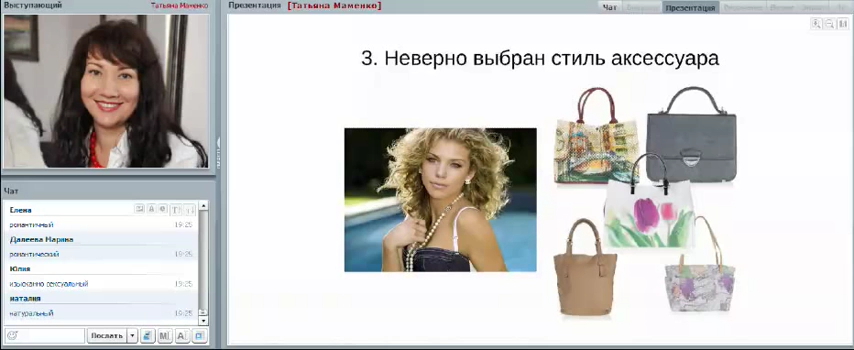 Выступающий
Татьяна Маменко
Чат
Елена
романтичный
19:25
Далеева Марина
романтический
19:25
Юлия
изысканно сексуальный
19:25
наталия
натуральный
19:25
Послать
Презентация [Татьяна Маменко]
Чат
Презентация
3. Неверно выбран стиль аксессуара